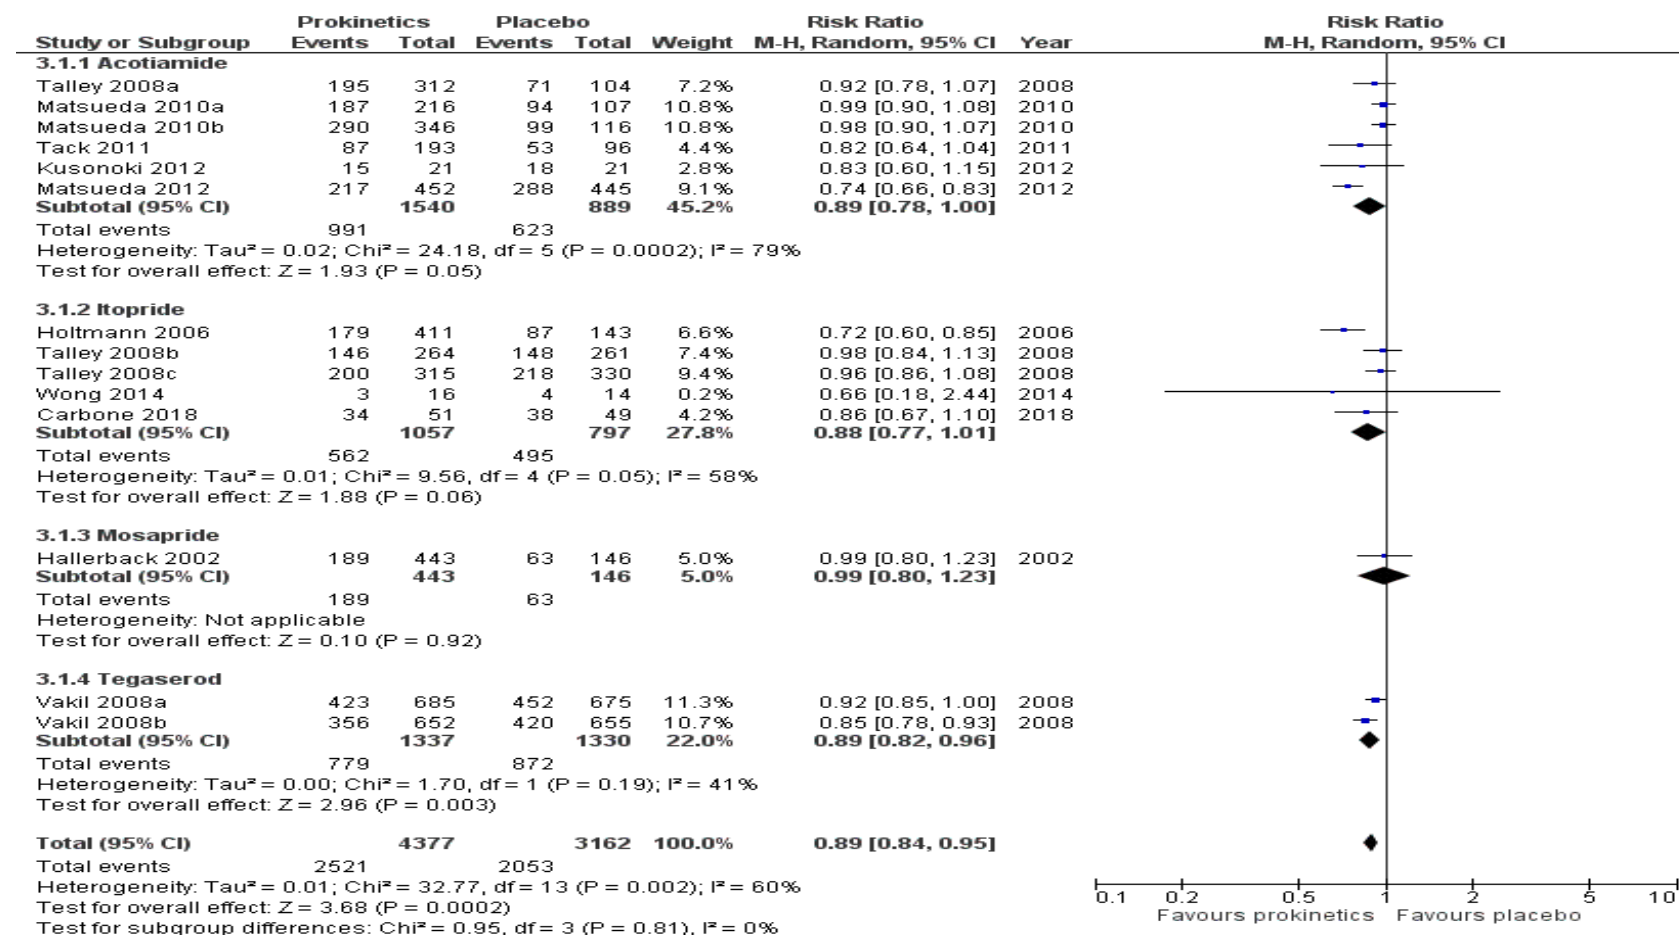 Prokinetics Placebo Risk Ratio Risk Ratio
Study or Subgroup Events Total Events Total Weight M-H, Random, 95% CI Year M-H, Random, 95% CI
3.1.1 Acotiamide
Talley 2008a 195 312 71 104 7.2% 0.92 [0.78, 1.07] 2008
Matsueda 2010a 187 216 94 107 10.8% 0.99 [0.90, 1.08] 2010
Matsueda 2010b 290 346 99 116 10.8% 0.98 [0.90, 1.07] 2010
Tack 2011 87 193 53 96 4.4% 0.82 [0.64, 1.04] 2011
Kusonoki 2012 15 21 18 21 2.8% 0.83 [0.60, 1.15] 2012
Matsueda 2012 217 452 288 445 9.1% 0.74 [0.66, 0.83] 2012
Subtotal (95% CI) 1540 889 45.2% 0.89 [0.78, 1.00]
Total events 991 623
Heterogeneity: Tau² = 0.02; Chi² = 24.18, df = 5 (P = 0.0002); I² = 79%
Test for overall effect: Z = 1.93 (P = 0.05)
3.1.2 Itopride
Holtmann 2006 179 411 87 143 6.6% 0.72 [0.60, 0.85] 2006
Talley 2008b 146 264 148 261 7.4% 0.98 [0.84, 1.13] 2008
Talley 2008c 200 315 218 330 9.4% 0.96 [0.86, 1.08] 2008
Wong 2014 3 16 4 14 0.2% 0.66 [0.18, 2.44] 2014
Carbone 2018 34 51 38 49 4.2% 0.86 [0.67, 1.10] 2018
Subtotal (95% CI) 1057 797 27.8% 0.88 [0.77, 1.01]
Total events 562 495
Heterogeneity: Tau² = 0.01; Chi² = 9.56, df = 4 (P = 0.05); I² = 58%
Test for overall effect: Z = 1.88 (P = 0.06)
3.1.3 Mosapride
Hallerback 2002 189 443 63 146 5.0% 0.99 [0.80, 1.23] 2002
Subtotal (95% CI) 443 146 5.0% 0.99 [0.80, 1.23]
Total events 189 63
Heterogeneity: Not applicable
Test for overall effect: Z = 0.10 (P = 0.92)
3.1.4 Tegaserod
Vakil 2008a 423 685 452 675 11.3% 0.92 [0.85, 1.00] 2008
Vakil 2008b 356 652 420 655 10.7% 0.85 [0.78, 0.93] 2008
Subtotal (95% CI) 1337 1330 22.0% 0.89 [0.82, 0.96]
Total events 779 872
Heterogeneity: Tau² = 0.00; Chi² = 1.70, df = 1 (P = 0.19); I² = 41%
Test for overall effect: Z = 2.96 (P = 0.003)
Total (95% CI) 4377 3162 100.0% 0.89 [0.84, 0.95]
Total events 2521 2053
Heterogeneity: Tau² = 0.01; Chi² = 32.77, df = 13 (P = 0.002); I² = 60%
Test for overall effect: Z = 3.68 (P = 0.0002)
Test for subgroup differences: Chi² = 0.95, df = 3 (P = 0.81), I² = 0%
0.1 0.2 0.5 1 2 5 10
Favours prokinetics Favours placebo